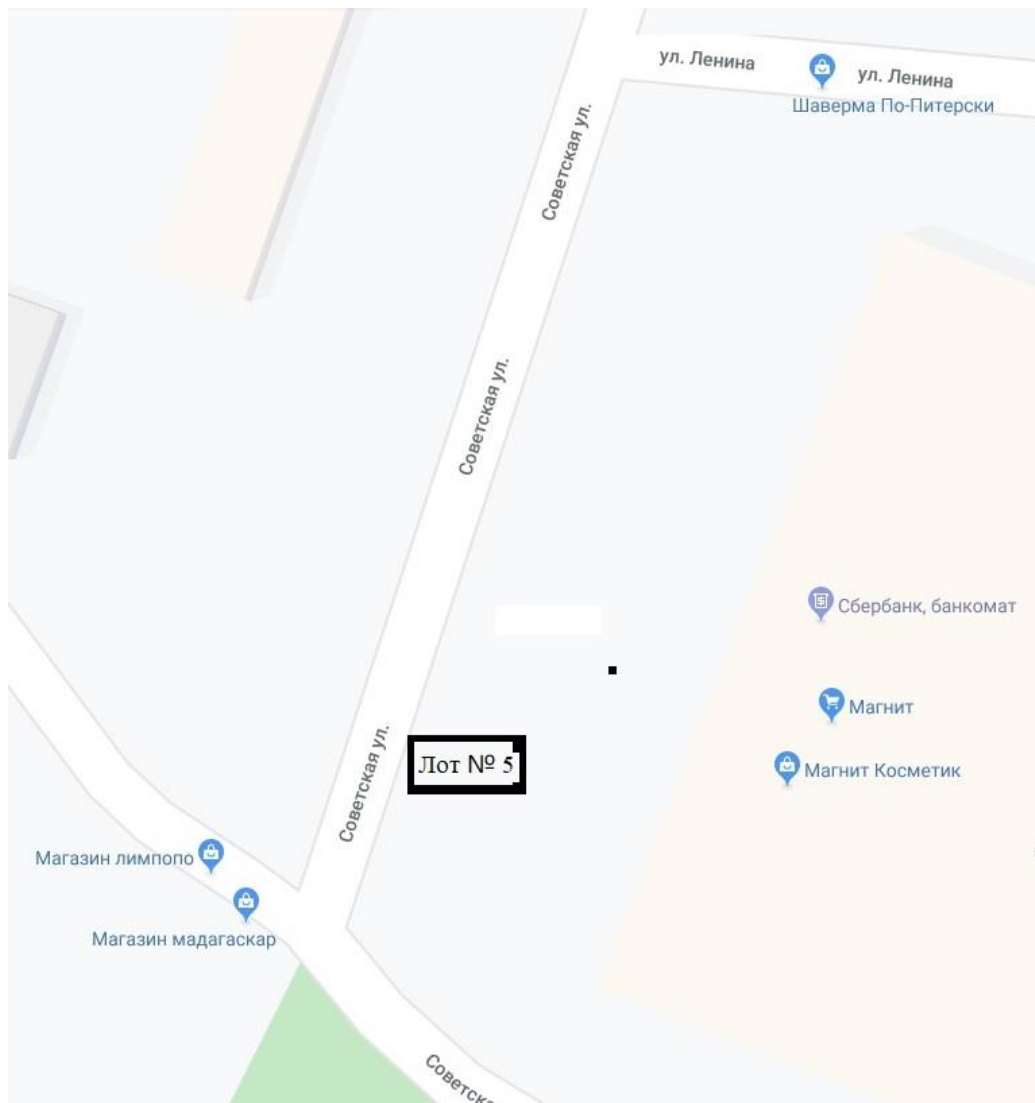 ул. Ленина
ул. Ленина
Шаверма По-Питерски
Советская ул.
Советская ул.
Сбербанк, банкомат
Магнит
Советская ул.
Лот № 5
Магнит Косметик
Магазин лимпопо
Магазин мадагаскар